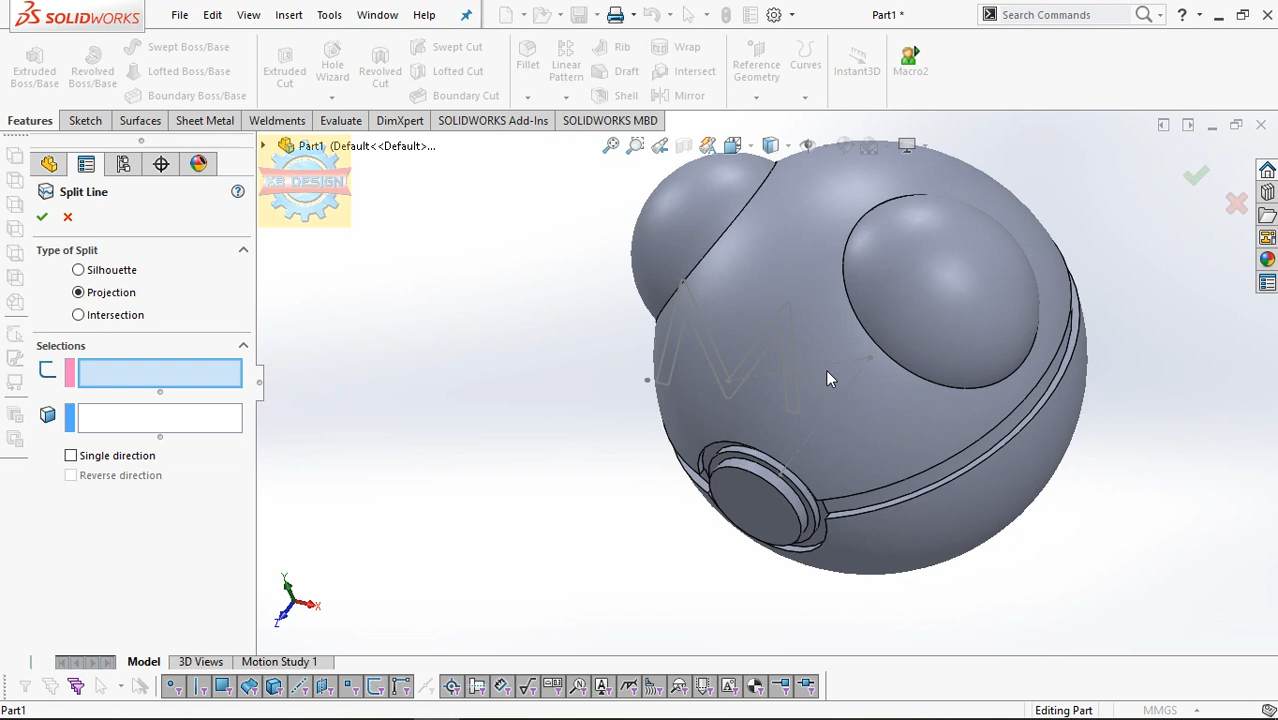 SOLIDWORKS File Edit View Insert Tools Window Help Part1 * Search Commands ?
Extruded Boss/Base Revolved Boss/Base Swept Boss/Base Lofted Boss/Base Boundary Boss/Base Extruded Cut Hole Wizard Revolved Cut Swept Cut Lofted Cut Boundary Cut Fillet Linear Pattern Rib Draft Shell Wrap Intersect Mirror Reference Geometry Curves Instant3D Macro2
Features Sketch Surfaces Sheet Metal Weldments Evaluate DimXpert SOLIDWORKS Add-Ins SOLIDWORKS MBD
Part1 (Default<<Default>...
KB DESIGN
Split Line ?
Type of Split
Silhouette
Projection
Intersection
Selections
Single direction
Reverse direction
M
Y
X
Z
Model 3D Views Motion Study 1
Part1 Editing Part MMGS